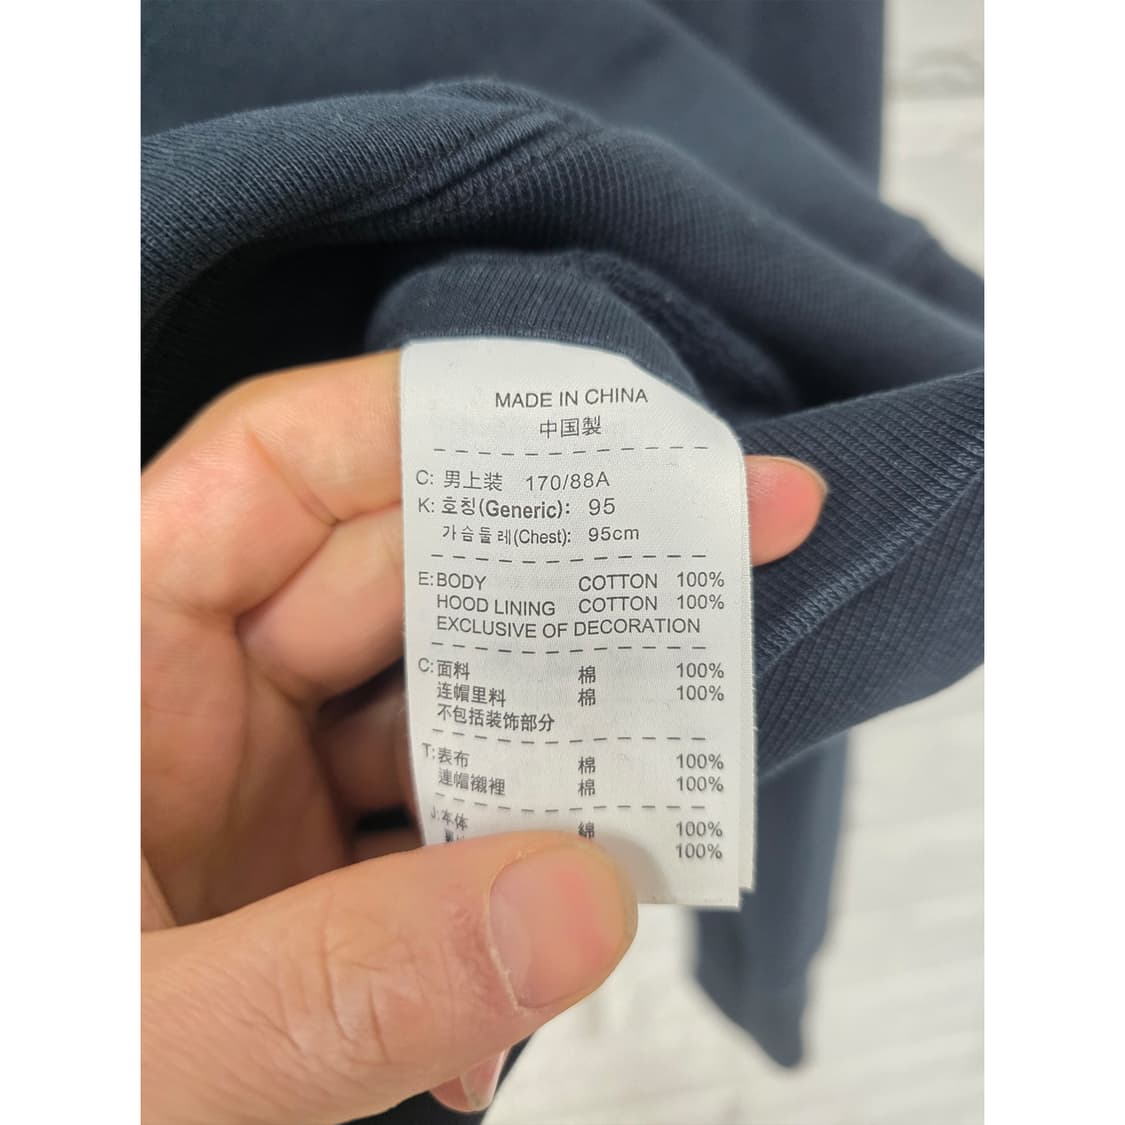 MADE IN CHINA
中国製
C: 男上装 170/88A
K: 호칭(Generic): 95
가슴둘레(Chest): 95cm
E: BODY COTTON 100%
HOOD LINING COTTON 100%
EXCLUSIVE OF DECORATION
C: 面料 棉 100%
连帽里料 棉 100%
不包括装饰部分
T: 表布 棉 100%
連帽襯裡 棉 100%
J: 本体 綿 100%
100%